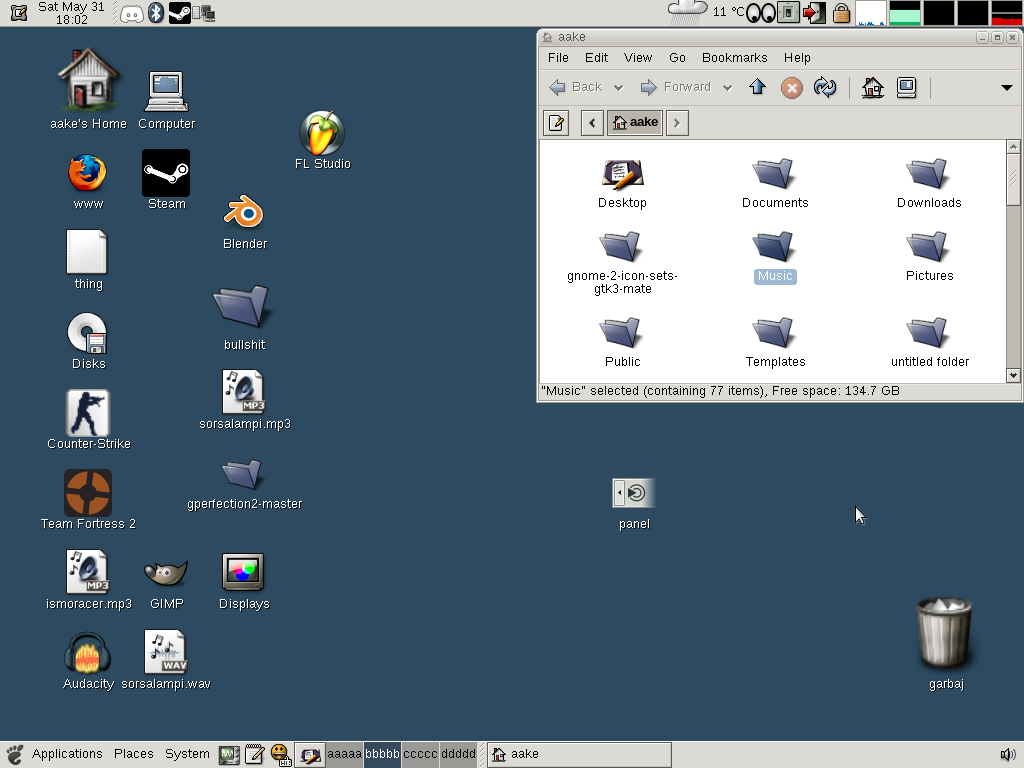 Sat May 31
18:02
11 °C
aake
File Edit View Go Bookmarks Help
Back Forward
aake
Desktop Documents Downloads
gnome-2-icon-sets-
gtk3-mate
Music Pictures
Public Templates untitled folder
"Music" selected (containing 77 items), Free space: 134.7 GB
aake's Home Computer
FL Studio
www Steam
Blender
thing
bullshit
Disks
MP3
sorsalampi.mp3
Counter-Strike
gperfection2-master
Team Fortress 2
panel
MP3
ismoracer.mp3 GIMP Displays
WAV
Audacity sorsalampi.wav
garbaj
Applications Places System
HI!
aaaaa bbbbb ccccc ddddd
aake